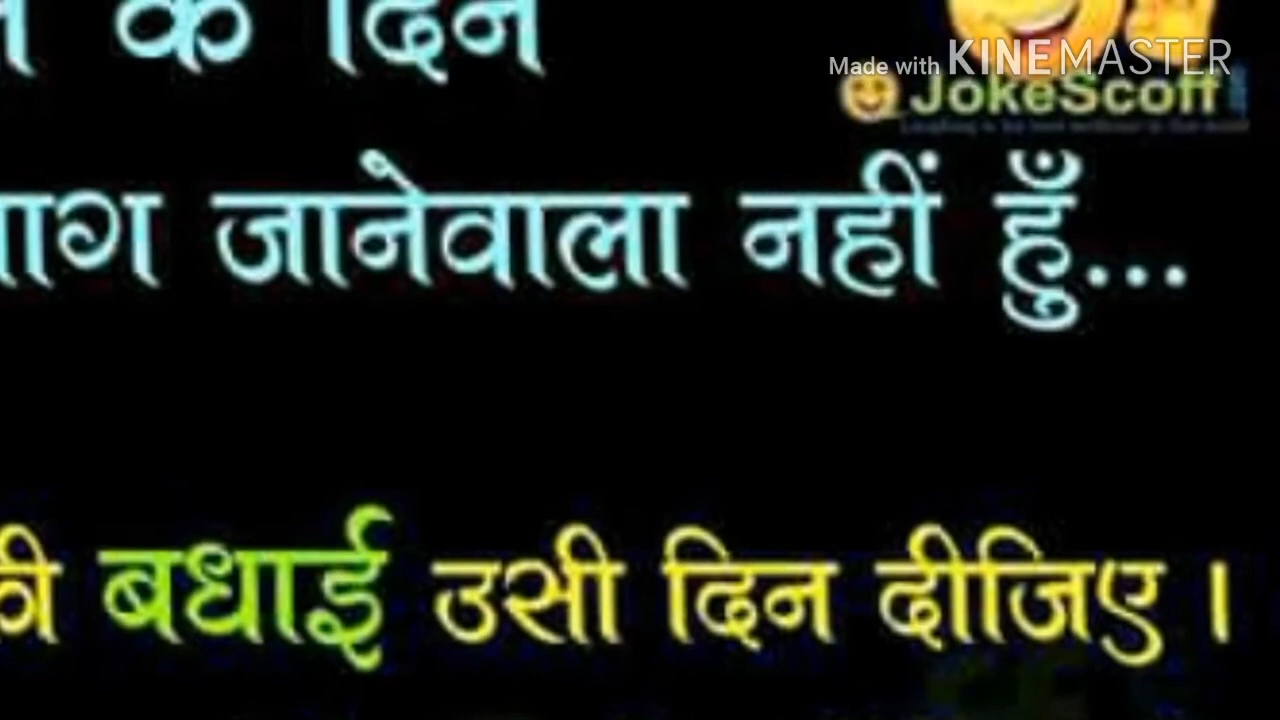 के दिन
Made with KINEMASTER
JokeScoff
जानेवाला नहीं हुँ...
बधाई उसी दिन दीजिए ।